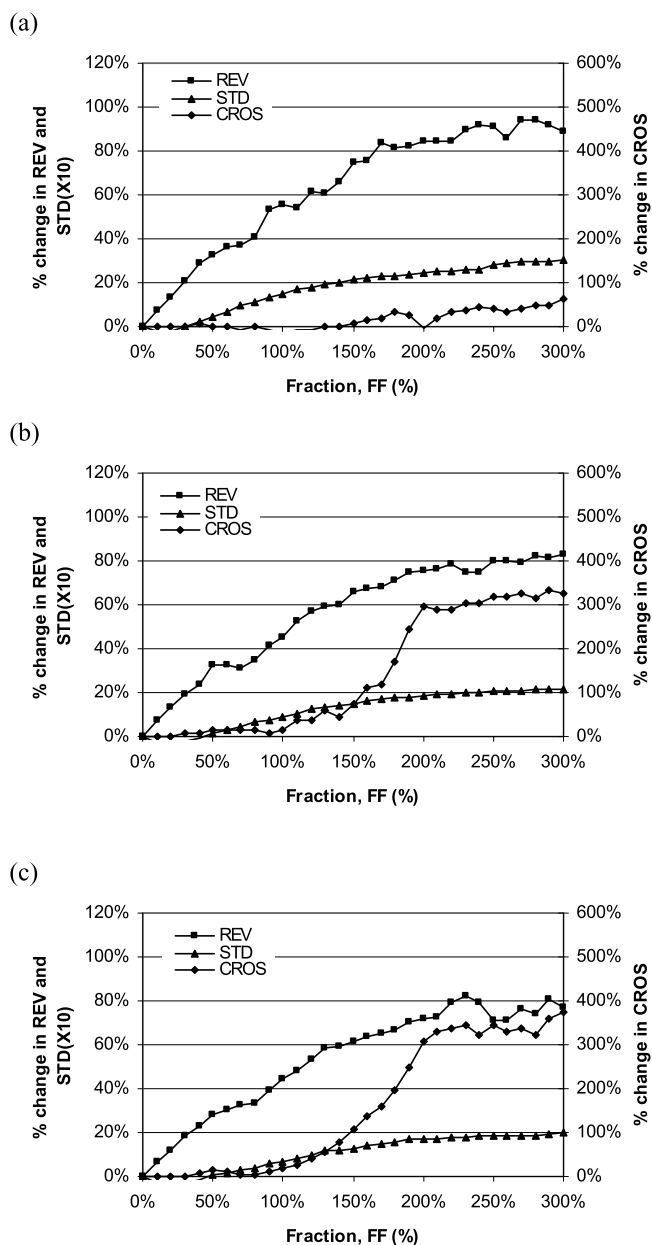 (a)
120%
100%
80%
60%
40%
20%
0%
% change in REV and
STD(X10)
REV
STD
CROS
600%
500%
400%
300%
200%
100%
0%
% change in CROS
0% 50% 100% 150% 200% 250% 300%
Fraction, FF (%)
(b)
120%
100%
80%
60%
40%
20%
0%
% change in REV and
STD(X10)
REV
STD
CROS
600%
500%
400%
300%
200%
100%
0%
% change in CROS
0% 50% 100% 150% 200% 250% 300%
Fraction, FF (%)
(c)
120%
100%
80%
60%
40%
20%
0%
% change in REV and
STD(X10)
REV
STD
CROS
600%
500%
400%
300%
200%
100%
0%
% change in CROS
0% 50% 100% 150% 200% 250% 300%
Fraction, FF (%)